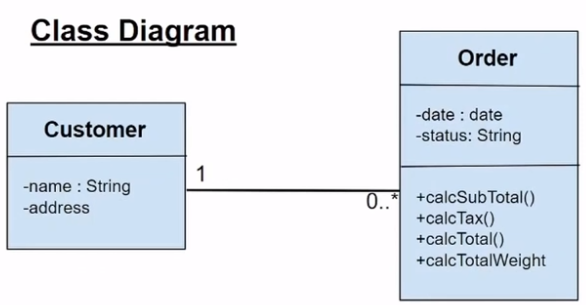 Class Diagram
Customer
-name : String
-address
1
0..*
Order
-date : date
-status: String
+calcSubTotal()
+calcTax()
+calcTotal()
+calcTotalWeight